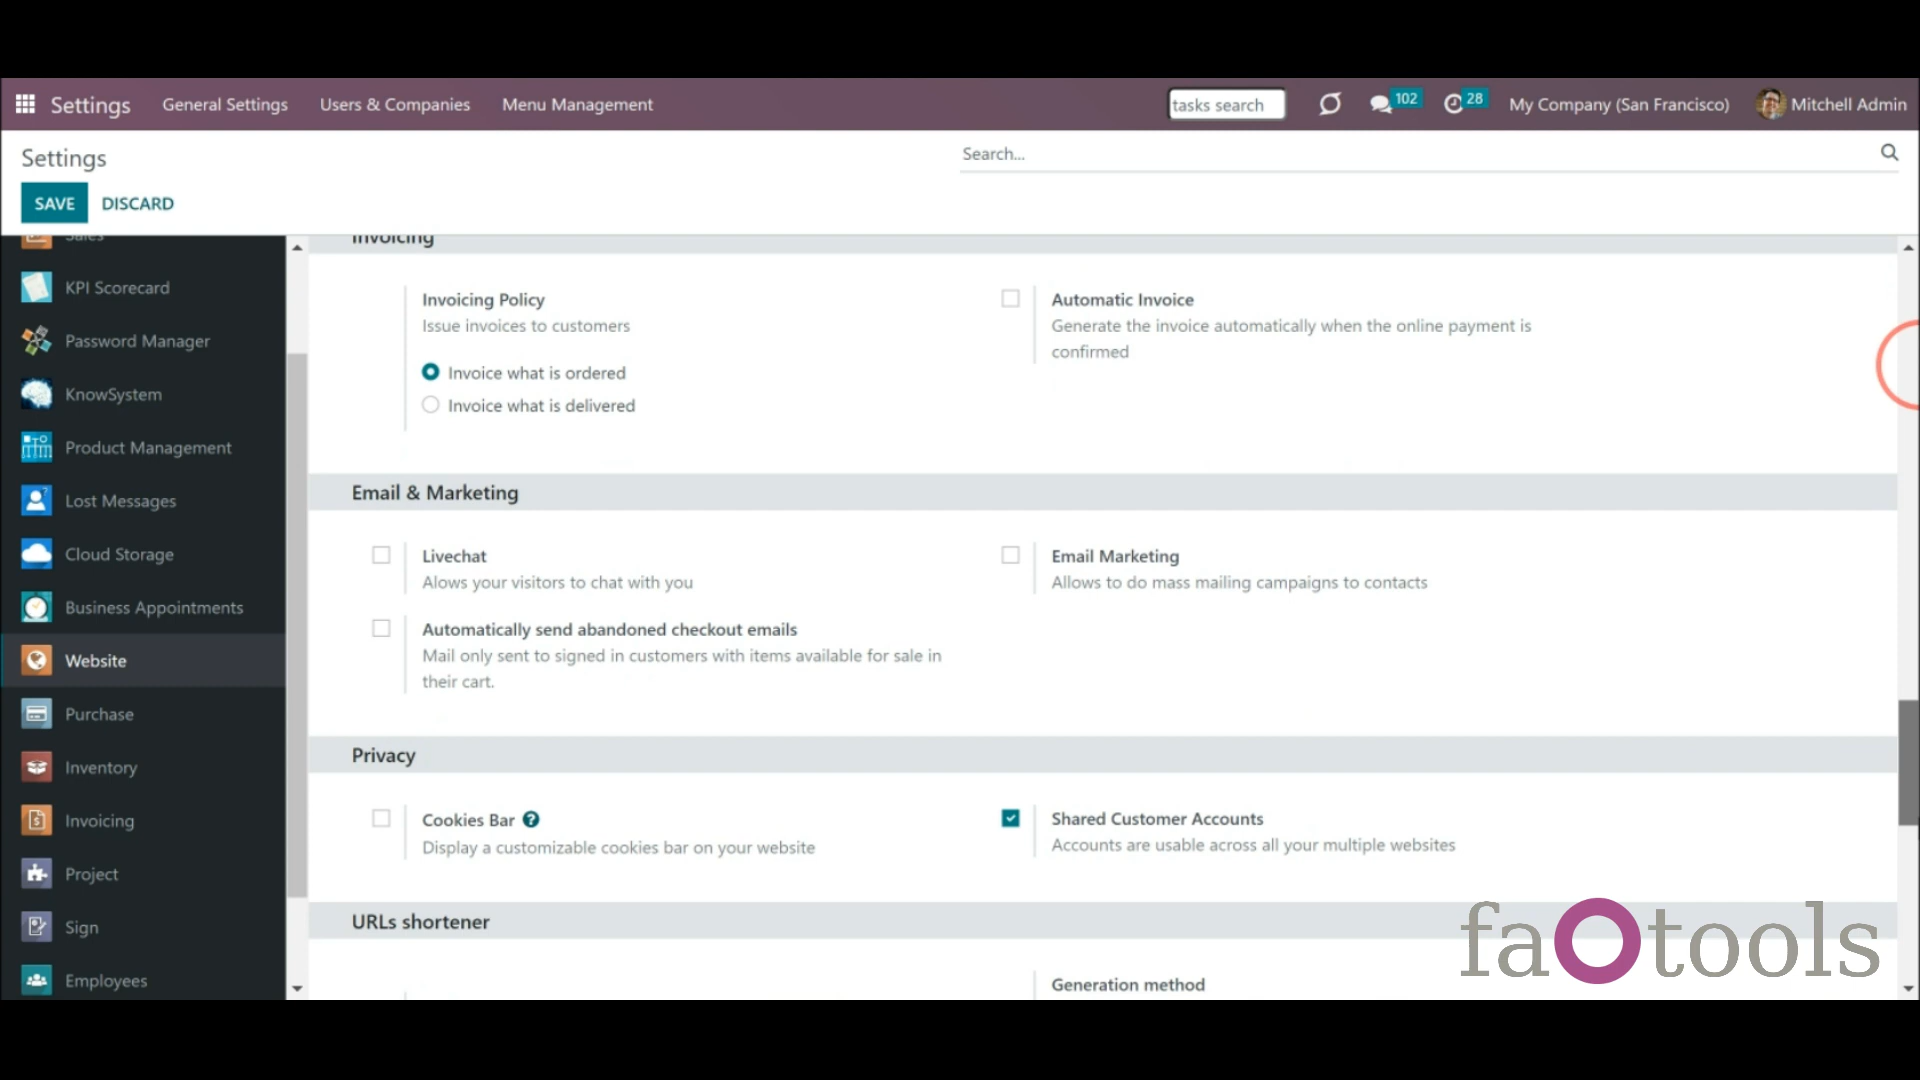 Settings General Settings Users & Companies Menu Management tasks search 102 28 My Company (San Francisco) Mitchell Admin
Settings
Search...
SAVE DISCARD
Sales
KPI Scorecard
Password Manager
KnowSystem
Product Management
Lost Messages
Cloud Storage
Business Appointments
Website
Purchase
Inventory
Invoicing
Project
Sign
Employees
Invoicing
Invoicing Policy
Issue invoices to customers
Invoice what is ordered
Invoice what is delivered
Automatic Invoice
Generate the invoice automatically when the online payment is
confirmed
Email & Marketing
Livechat
Alows your visitors to chat with you
Email Marketing
Allows to do mass mailing campaigns to contacts
Automatically send abandoned checkout emails
Mail only sent to signed in customers with items available for sale in
their cart.
Privacy
Cookies Bar ?
Display a customizable cookies bar on your website
Shared Customer Accounts
Accounts are usable across all your multiple websites
URLs shortener
Generation method
faOtools